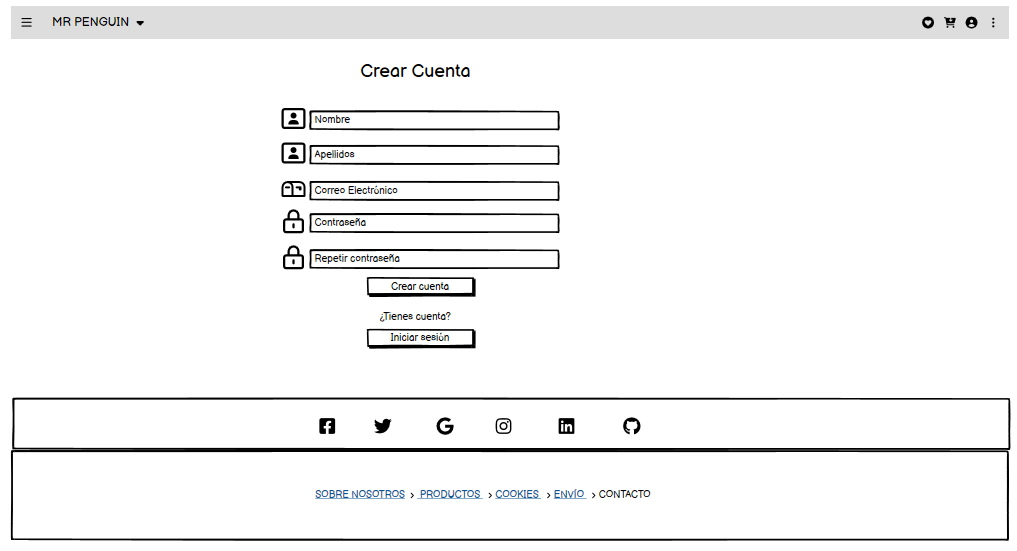 MR PENGUIN
Crear Cuenta
Nombre
Apellidos
Correo Electrónico
Contraseña
Repetir contraseña
Crear cuenta
¿Tienes cuenta?
Iniciar sesión
SOBRE NOSOTROS > PRODUCTOS > COOKIES > ENVÍO > CONTACTO